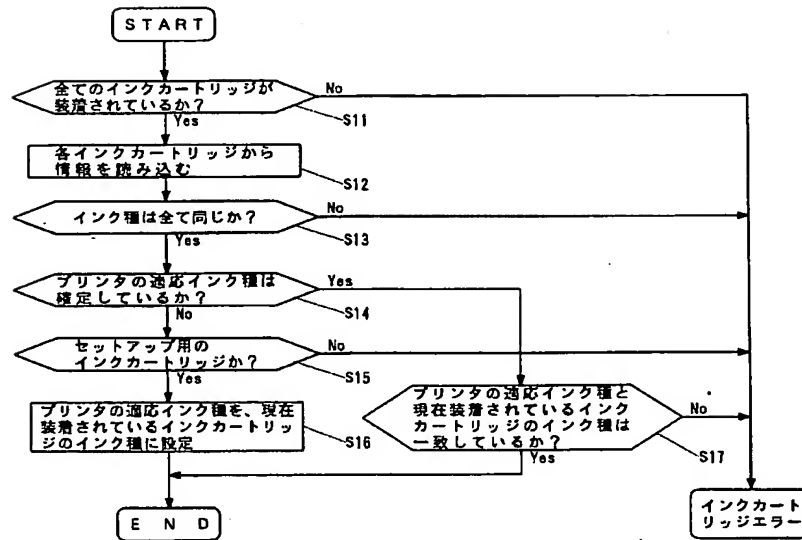 START
全てのインクカートリッジが
装着されているか?
No
S11
Yes
各インクカートリッジから
情報を読み込む
S12
インク種は全て同じか?
No
S13
Yes
プリンタの適応インク種は
確定しているか?
Yes
S14
No
セットアップ用の
インクカートリッジか?
No
S15
Yes
プリンタの適応インク種を、現在
装着されているインクカートリッ
ジのインク種に設定
S16
プリンタの適応インク種と
現在装着されているインク
カートリッジのインク種は
一致しているか?
No
S17
Yes
END
インクカート
リッジエラー